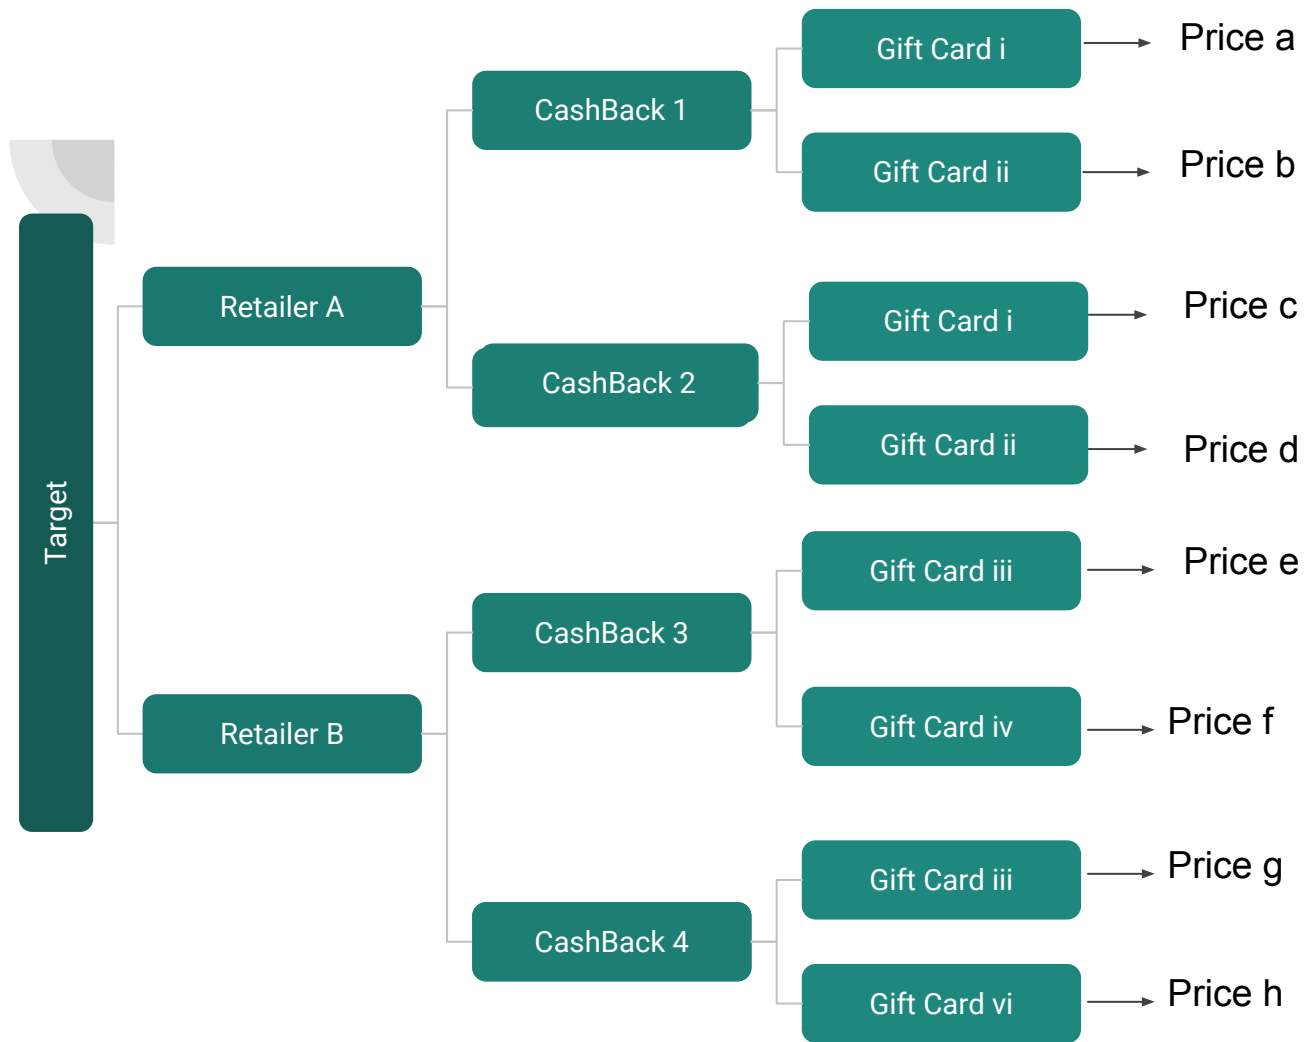 Target
Retailer A
CashBack 1
Gift Card i
Price a
Gift Card ii
Price b
CashBack 2
Gift Card i
Price c
Gift Card ii
Price d
Retailer B
CashBack 3
Gift Card iii
Price e
Gift Card iv
Price f
CashBack 4
Gift Card iii
Price g
Gift Card vi
Price h